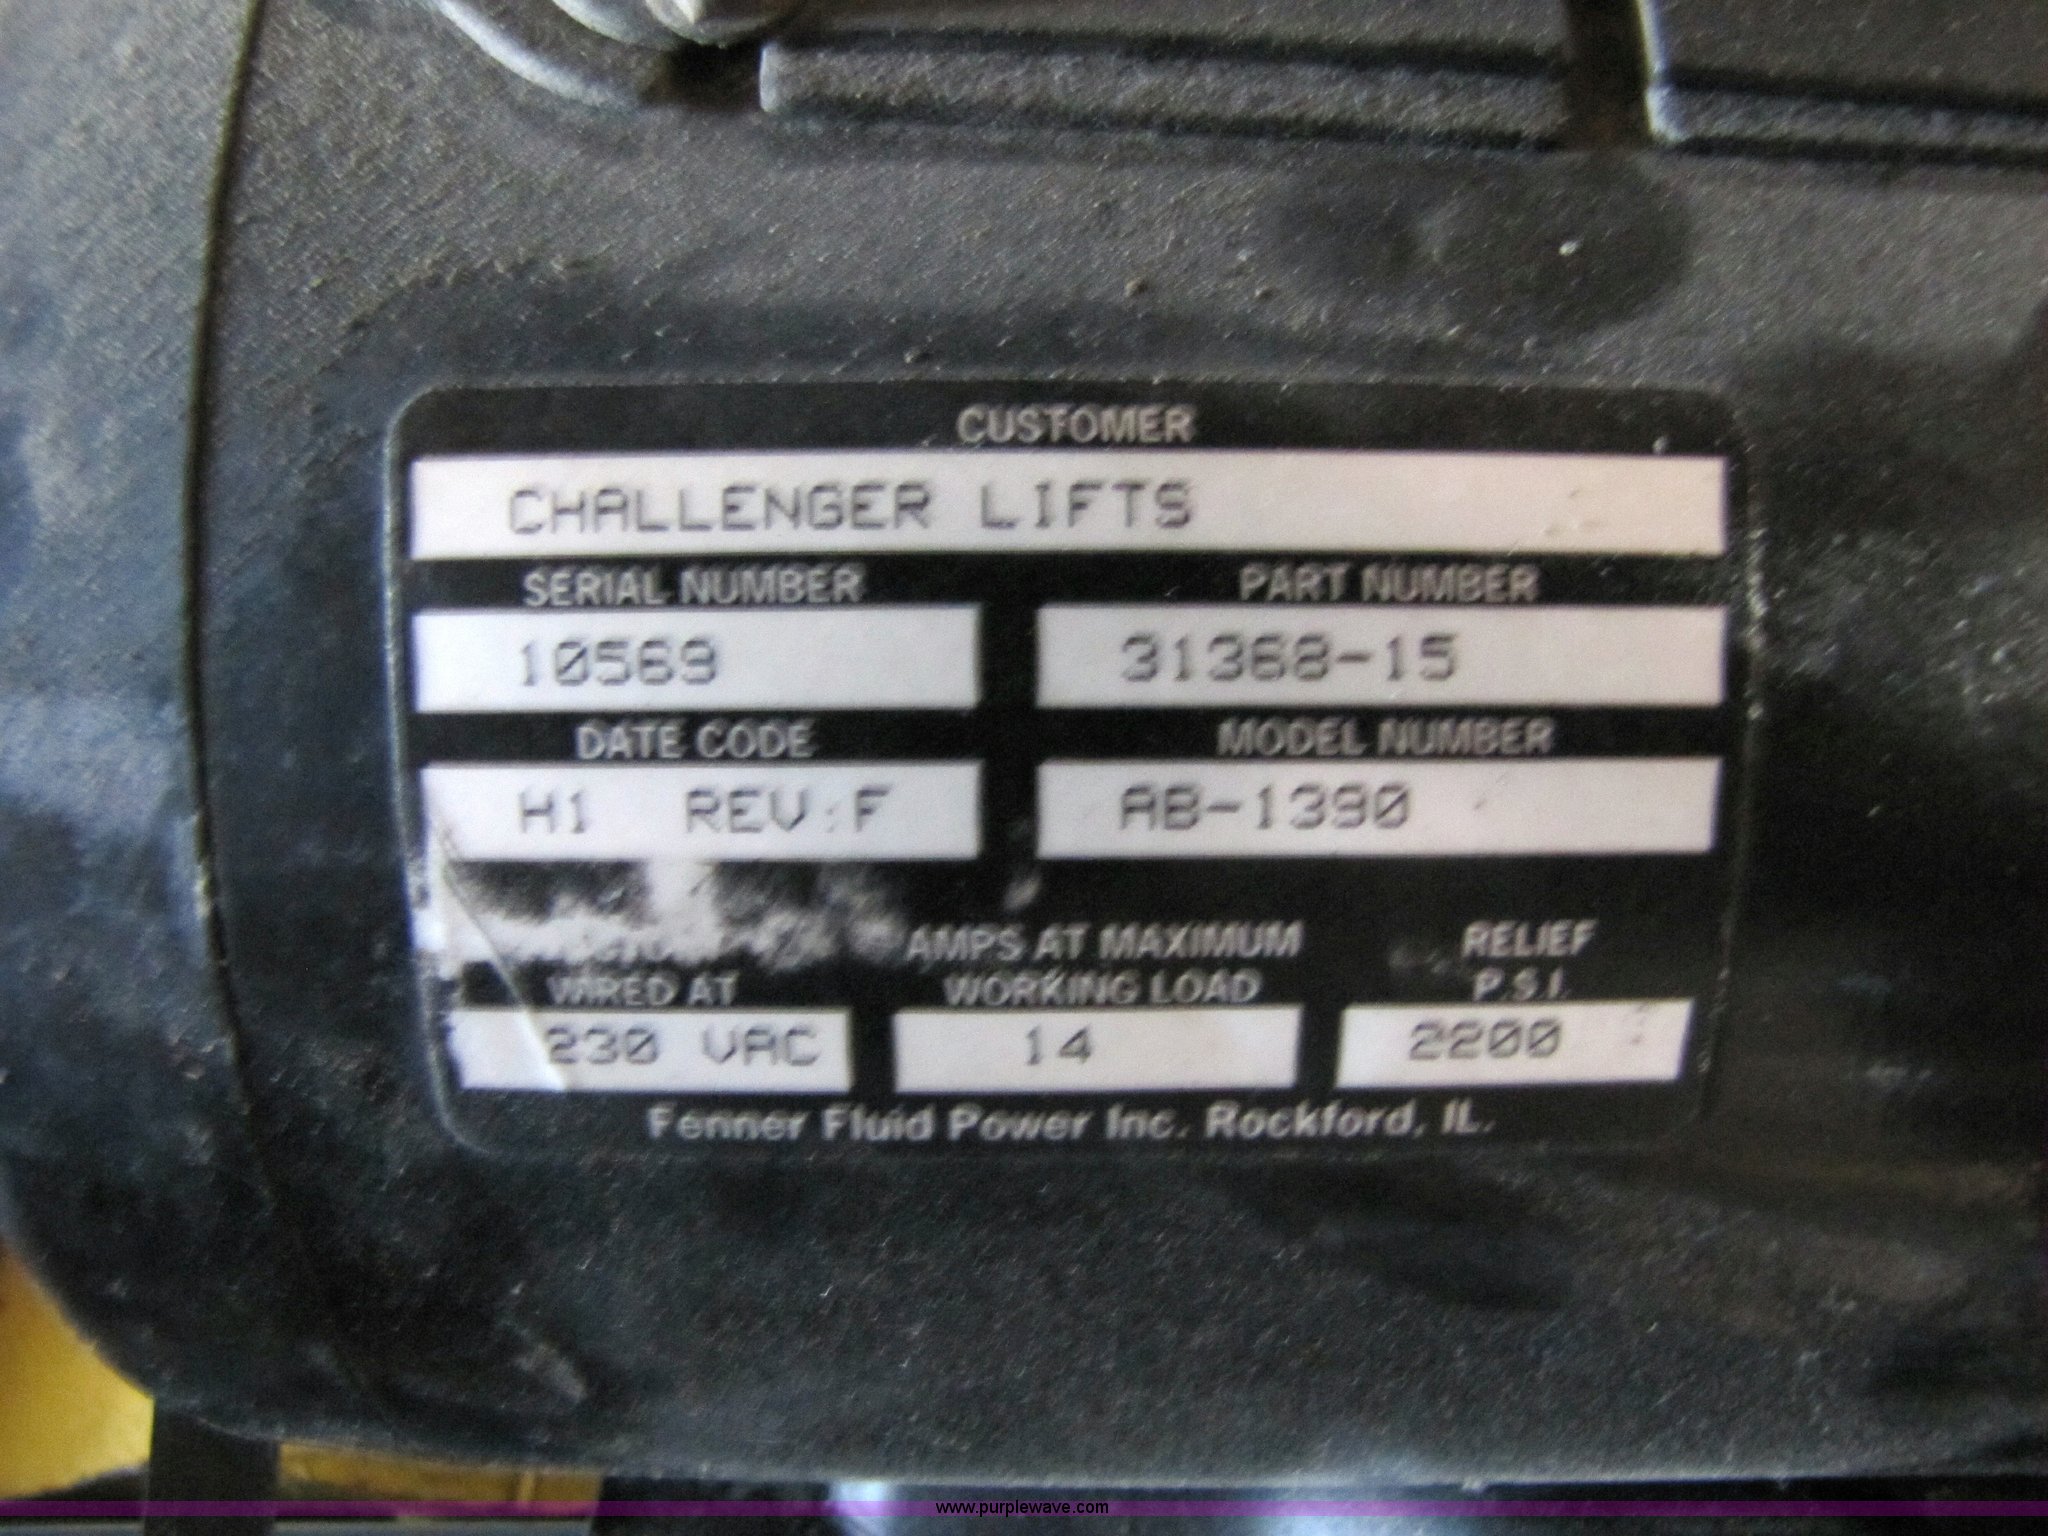 CUSTOMER
CHALLENGER LIFTS
SERIAL NUMBER PART NUMBER
10569 31368-15
DATE CODE MODEL NUMBER
H1 REV:F AB-1390
AMPS AT MAXIMUM RELIEF
WIRED AT WORKING LOAD P.S.I.
230 VAC 14 2200
Fenner Fluid Power Inc. Rockford, IL.
www.purplewave.com